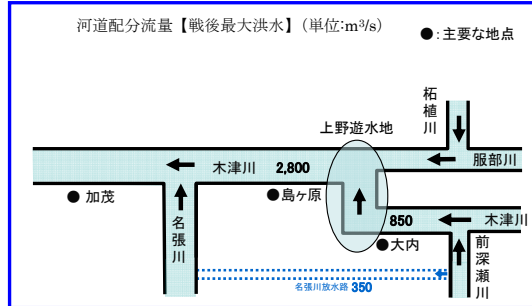 河道配分流量【戦後最大洪水】(単位:m³/s)
●:主要な地点
柘植川
上野遊水地
服部川
木津川 2,800
●加茂
●島ヶ原
名張川
850 木津川
●大内
前深瀬川
名張川放水路 350